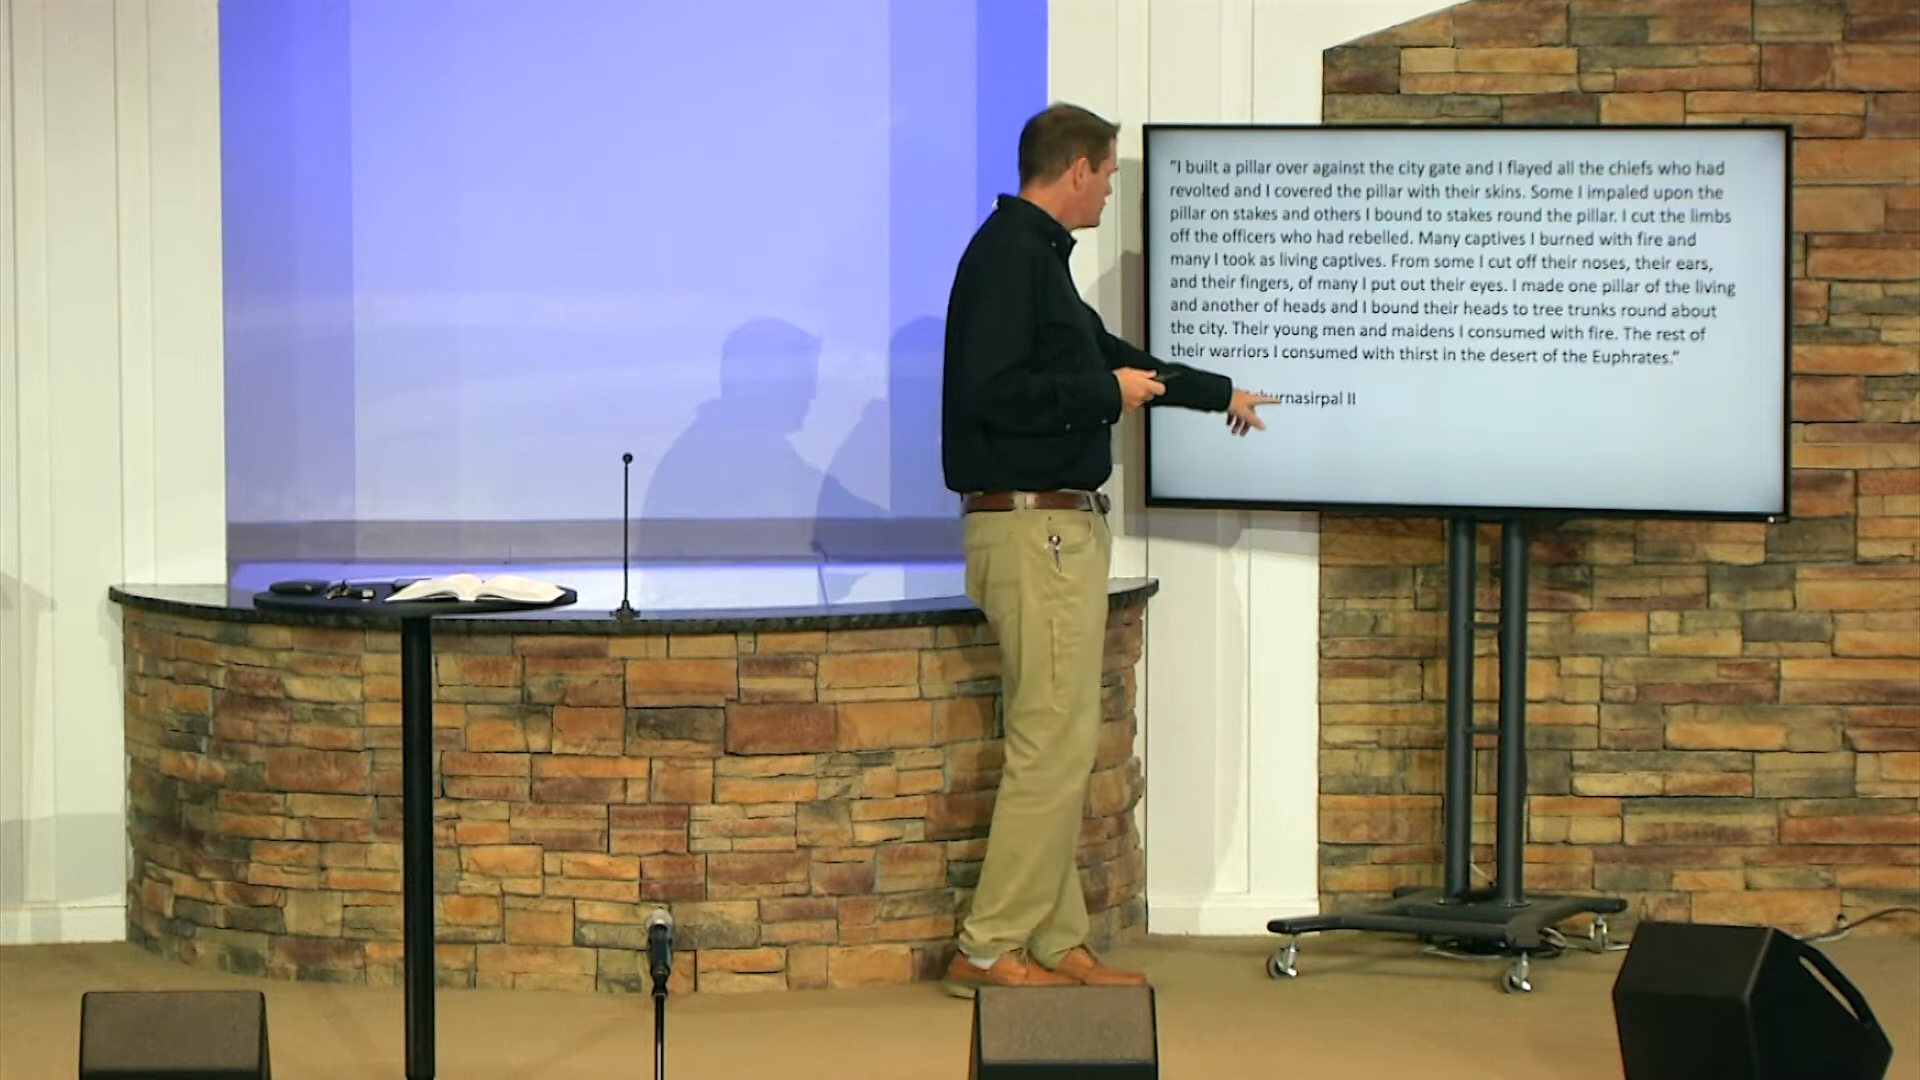 "I built a pillar over against the city gate and I flayed all the chiefs who had
revolted and I covered the pillar with their skins. Some I impaled upon the
pillar on stakes and others I bound to stakes round the pillar. I cut the limbs
off the officers who had rebelled. Many captives I burned with fire and
many I took as living captives. From some I cut off their noses, their ears,
and their fingers, of many I put out their eyes. I made one pillar of the living
and another of heads and I bound their heads to tree trunks round about
the city. Their young men and maidens I consumed with fire. The rest of
their warriors I consumed with thirst in the desert of the Euphrates."
II